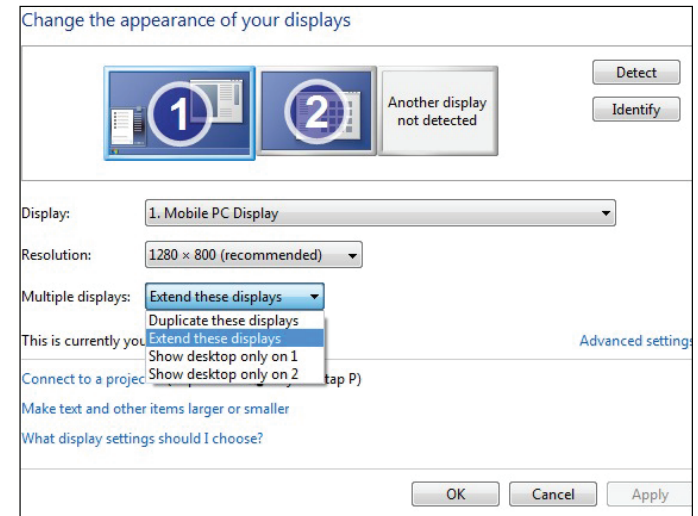 Change the appearance of your displays
1
2
Another display
not detected
Detect
Identify
Display: 1. Mobile PC Display
Resolution: 1280 × 800 (recommended)
Multiple displays: Extend these displays
Duplicate these displays
This is currently you Extend these displays Advanced settings
Show desktop only on 1
Connect to a projec Show desktop only on 2 tap P)
Make text and other items larger or smaller
What display settings should I choose?
OK Cancel Apply